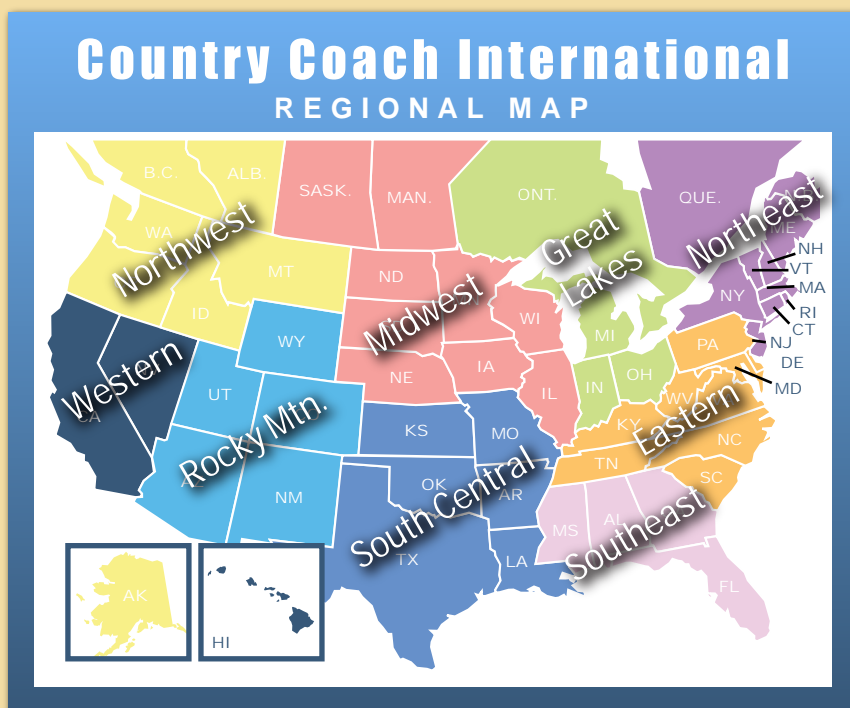 Country Coach International
REGIONAL MAP
B.C.
ALB.
SASK.
MAN.
ONT.
QUE.
WA
Northwest
MT
ID
ND
Midwest
WI
Great
Lakes
MI
Northeast
ME
NH
VT
MA
RI
CT
NY
NJ
DE
MD
PA
WY
NE
IA
IL
IN
OH
WV
KY
Eastern
NC
TN
SC
Western
CA
UT
Rocky Mtn.
AZ
NM
KS
MO
OK
South Central
AR
TX
LA
MS
AL
Southeast
FL
AK
HI